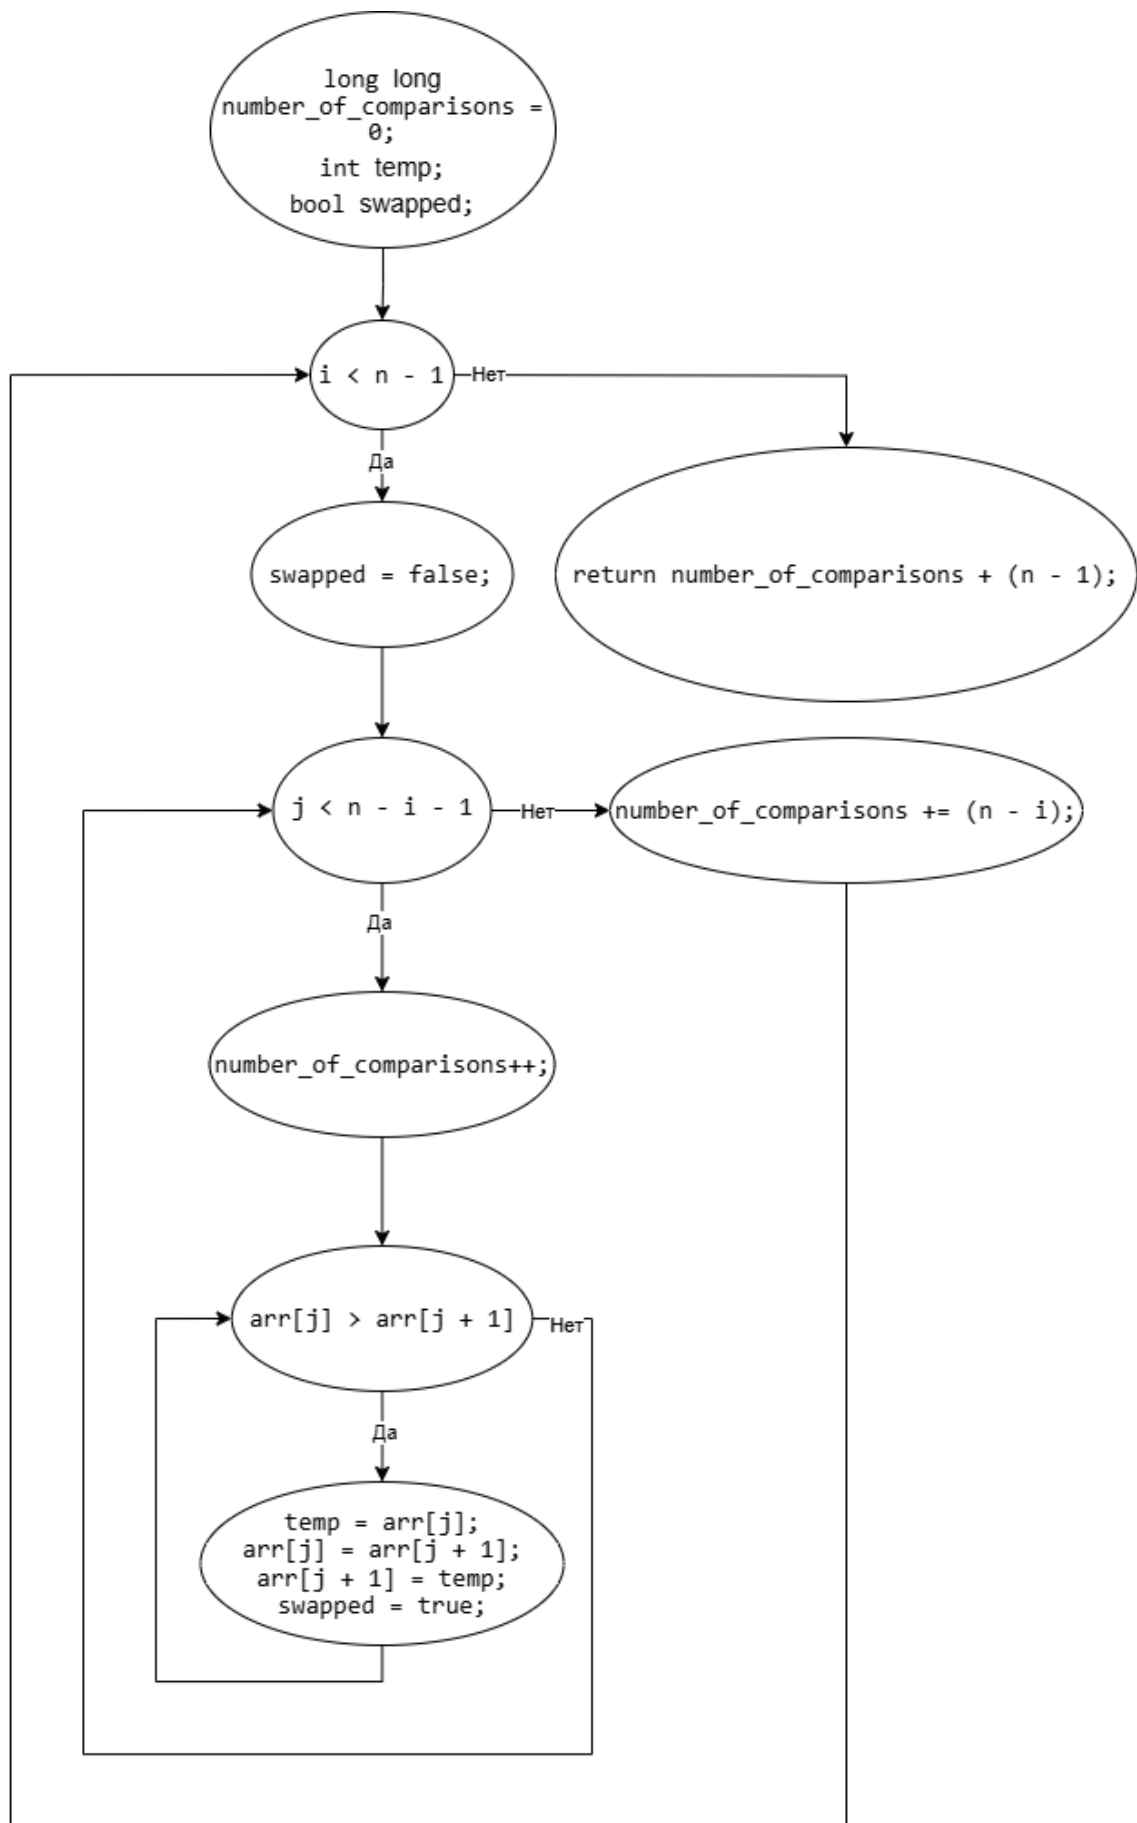 long long
number_of_comparisons =
0;
int temp;
bool swapped;
i < n - 1
Нет
Да
swapped = false;
return number_of_comparisons + (n - 1);
j < n - i - 1
Нет
number_of_comparisons += (n - i);
Да
number_of_comparisons++;
arr[j] > arr[j + 1]
Нет
Да
temp = arr[j];
arr[j] = arr[j + 1];
arr[j + 1] = temp;
swapped = true;